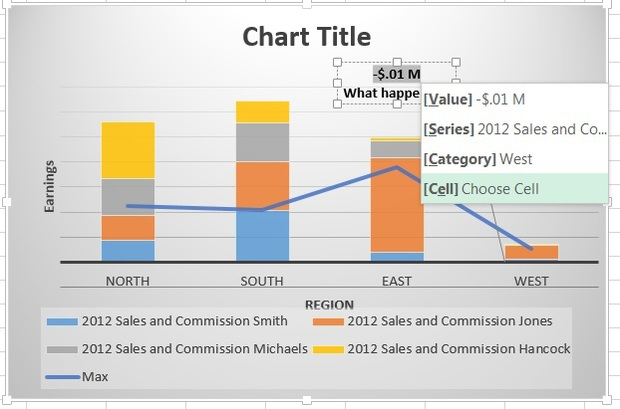 Chart Title
-$.01 M
What happe
[Value] -$.01 M
[Series] 2012 Sales and Co...
[Category] West
[Cell] Choose Cell
Earnings
NORTH SOUTH EAST WEST
REGION
2012 Sales and Commission Smith 2012 Sales and Commission Jones
2012 Sales and Commission Michaels 2012 Sales and Commission Hancock
Max